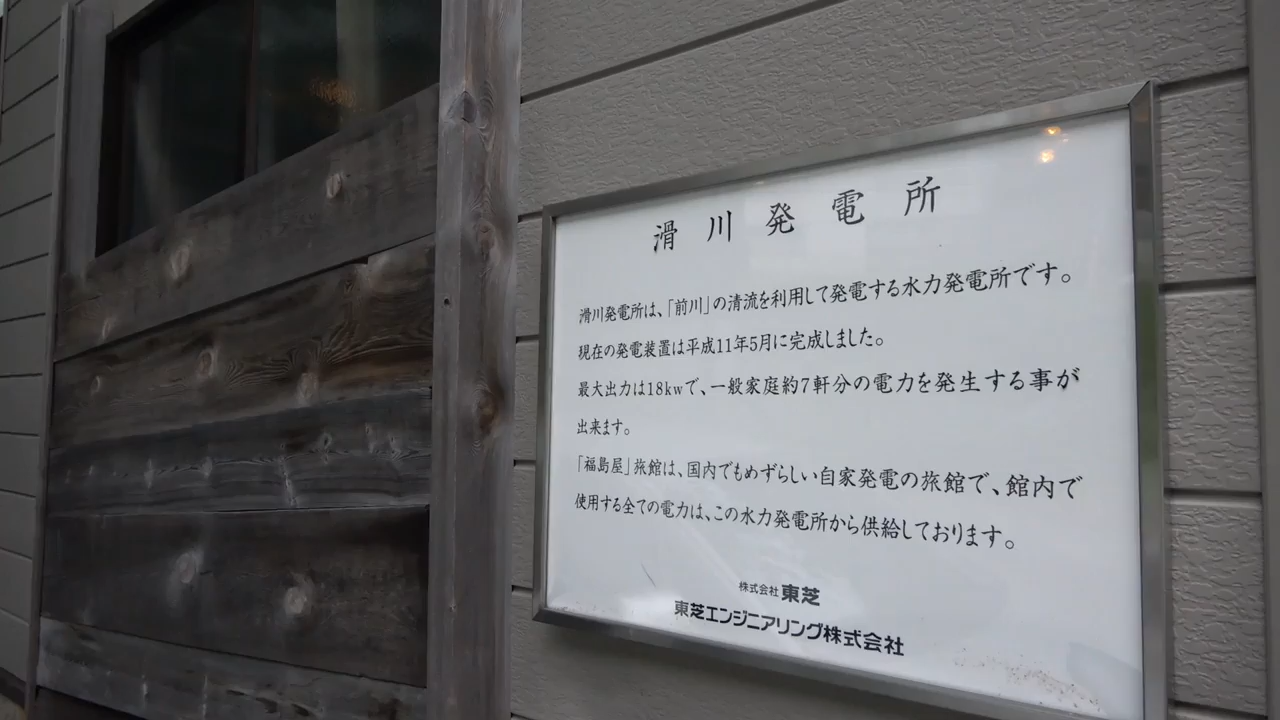 滑川発電所
滑川発電所は、「前川」の清流を利用して発電する水力発電所です。
現在の発電装置は平成11年5月に完成しました。
最大出力は18kwで、一般家庭約7軒分の電力を発生する事が
出来ます。
「福島屋」旅館は、国内でもめずらしい自家発電の旅館で、館内で
使用する全ての電力は、この水力発電所から供給しております。
株式会社 東芝
東芝エンジニアリング株式会社